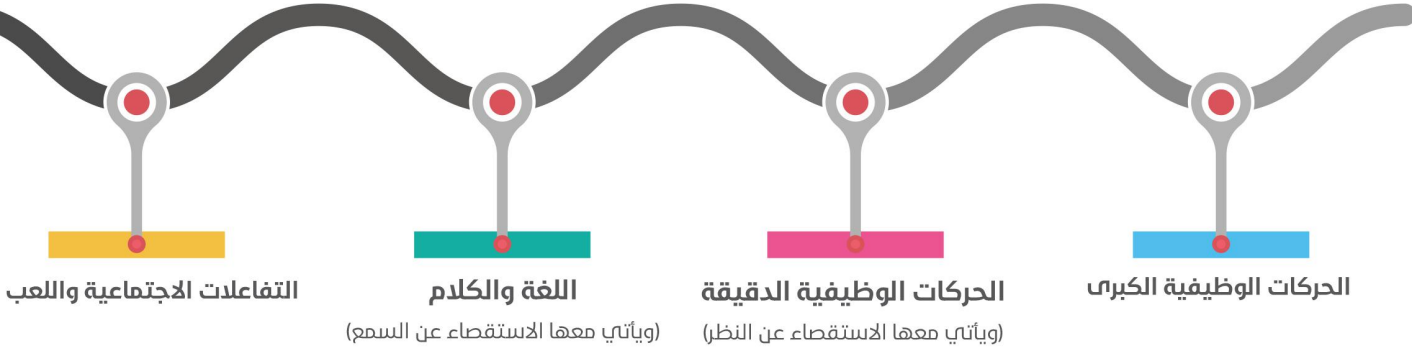 الحركات الوظيفية الكبرى
الحركات الوظيفية الدقيقة
(ويأتي معها الاستقصاء عن النظر)
اللغة والكلام
(ويأتي معها الاستقصاء عن السمع)
التفاعلات الاجتماعية واللعب